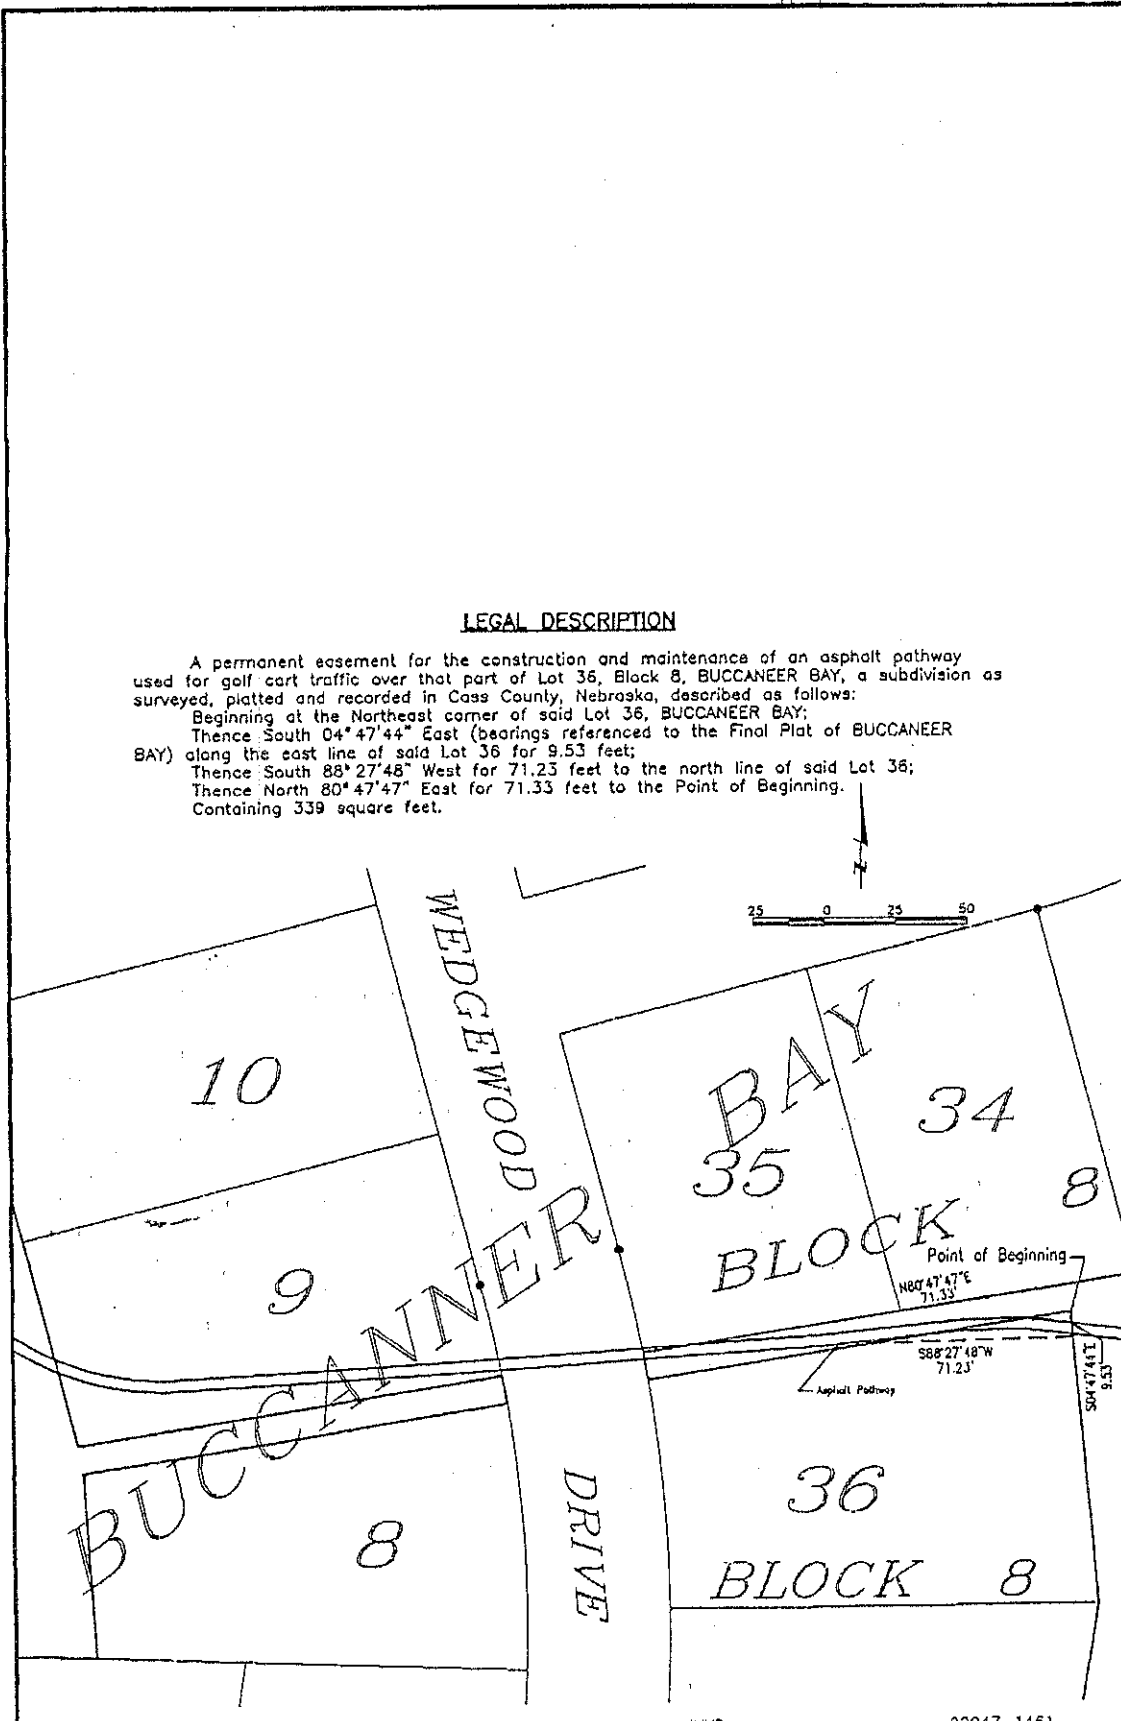 LEGAL DESCRIPTION
A permanent easement for the construction and maintenance of an asphalt pathway
used for golf cart traffic over that part of Lot 36, Block 8, BUCCANEER BAY, a subdivision as
surveyed, platted and recorded in Cass County, Nebraska, described as follows:
Beginning at the Northeast corner of said Lot 36, BUCCANEER BAY;
Thence South 04°47'44" East (bearings referenced to the Final Plat of BUCCANEER
BAY) along the east line of said Lot 36 for 9.53 feet;
Thence South 88°27'48" West for 71.23 feet to the north line of said Lot 36;
Thence North 80°47'47" East for 71.33 feet to the Point of Beginning.
Containing 339 square feet.
25 0 25 50
WEDGEWOOD
DRIVE
BUCCANNER
BAY
10
9
8
35
34
BLOCK 8
Point of Beginning
N80°47'47"E
71.33'
S88°27'48"W
71.23'
S04°47'44"E
9.53'
Asphalt Pathway
36
BLOCK 8